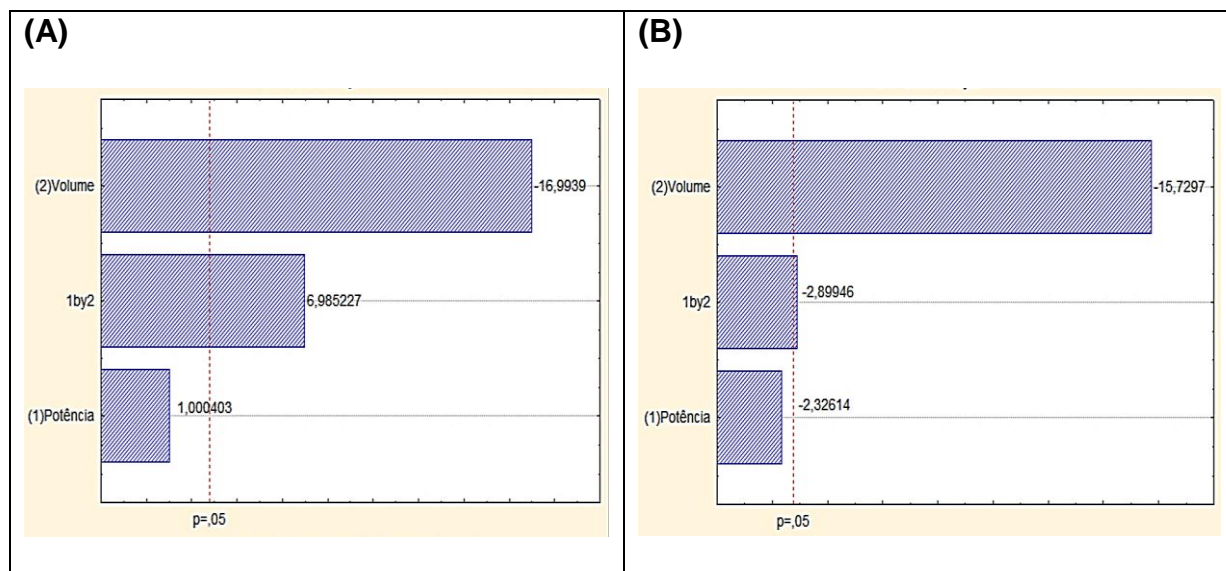 (A)
(2)Volume
-16,9939
1by2
6,985227
(1)Potência
1,000403
p=,05
(B)
(2)Volume
-15,7297
1by2
-2,89946
(1)Potência
-2,32614
p=,05